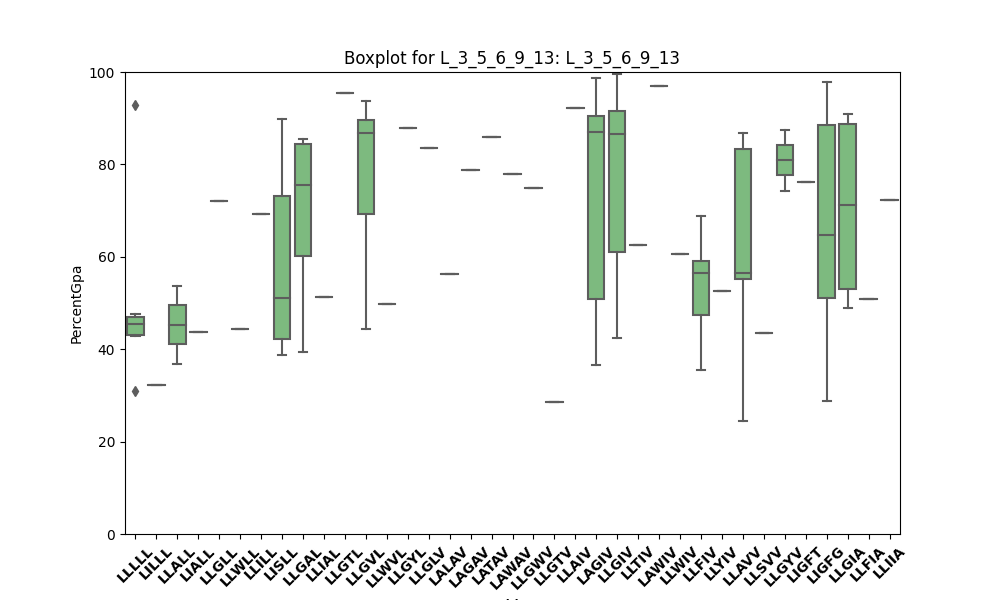 Boxplot for L_3_5_6_9_13: L_3_5_6_9_13
100
80
60
40
20
0
PercentGpa
LLLLL LILLL LLALL LIALL LLGLL LLWLL LLILL LISLL LLGAL LLIAL LLGTL LLGVL LLWVL LLGYL LLGLV LALAV LAGAV LATAV LAWAV LLGWV LLGTV LLAIV LAGIV LLGIV LLTIV LAWIV LLWIV LLFIV LLYIV LLAVV LLSVV LLGYV LIGFT LIGFG LLGIA LLFIA LLIIA